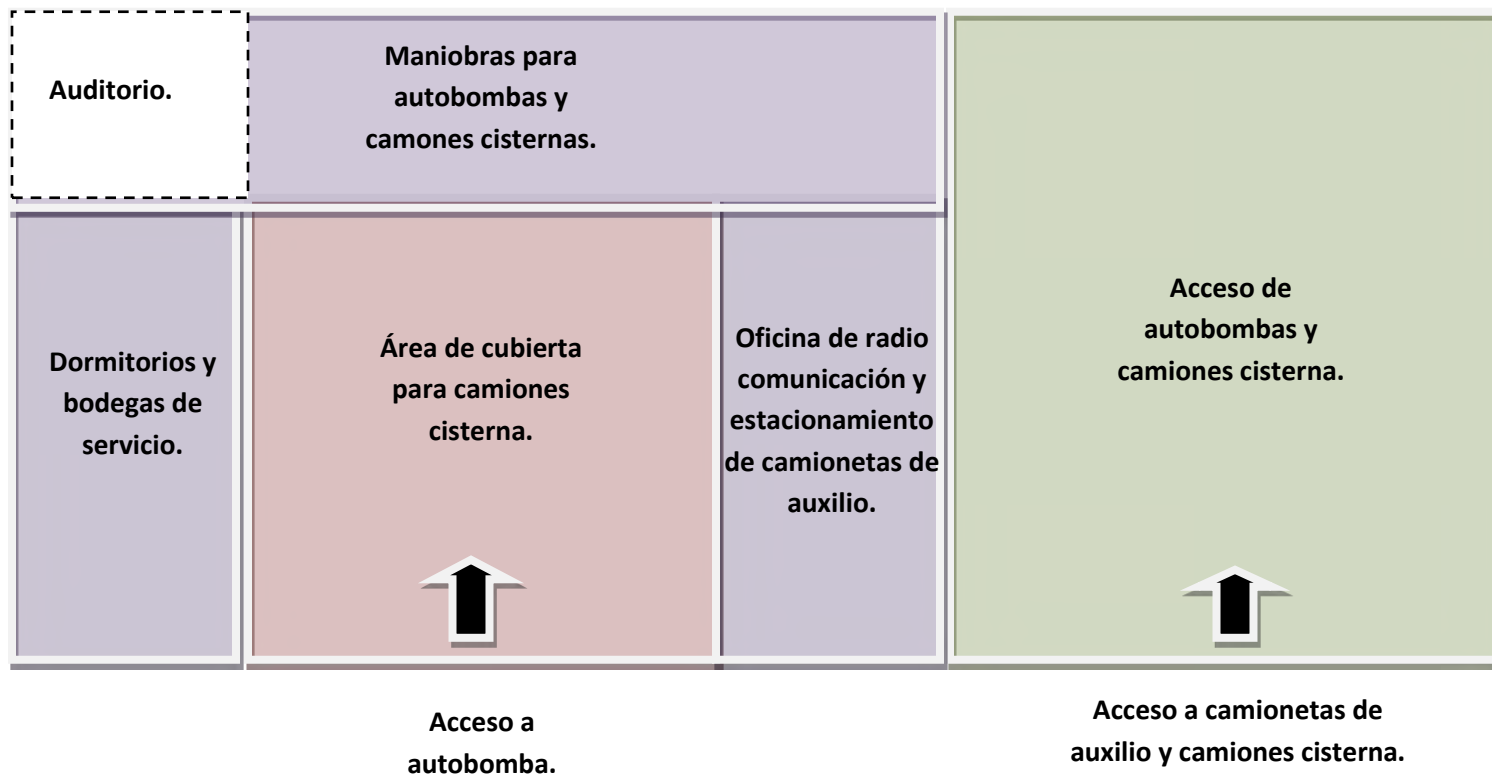 Auditorio.
Maniobras para
autobombas y
camones cisternas.
Dormitorios y
bodegas de
servicio.
Área de cubierta
para camiones
cisterna.
Oficina de radio
comunicación y
estacionamiento
de camionetas de
auxilio.
Acceso de
autobombas y
camiones cisterna.
Acceso a
autobomba.
Acceso a camionetas de
auxilio y camiones cisterna.